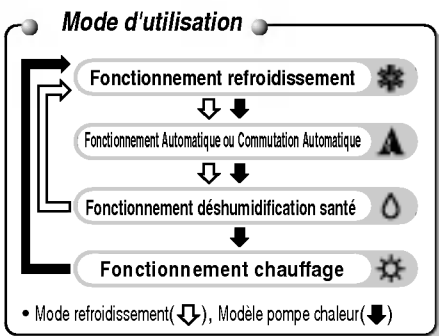 Mode d'utilisation
Fonctionnement refroidissement
Fonctionnement Automatique ou Commutation Automatique
Fonctionnement déshumidification santé
Fonctionnement chauffage
• Mode refroidissement(⇩), Modèle pompe chaleur(⬇)